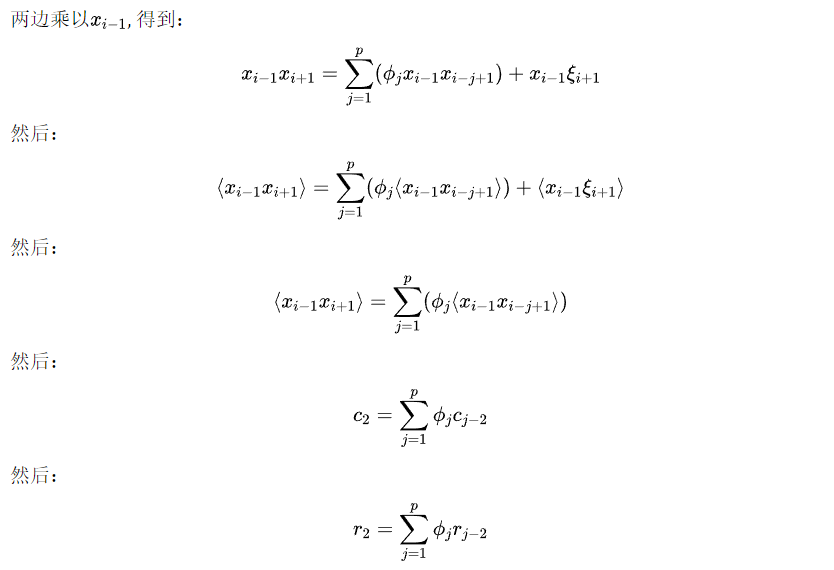 两边乘以$x_{i-1}$, 得到：
$$x_{i-1}x_{i+1} = \sum_{j=1}^{p}(\phi_j x_{i-1}x_{i-j+1}) + x_{i-1}\xi_{i+1}$$
然后：
$$\langle x_{i-1}x_{i+1}\rangle = \sum_{j=1}^{p}(\phi_j\langle x_{i-1}x_{i-j+1}\rangle) + \langle x_{i-1}\xi_{i+1}\rangle$$
然后：
$$\langle x_{i-1}x_{i+1}\rangle = \sum_{j=1}^{p}(\phi_j\langle x_{i-1}x_{i-j+1}\rangle)$$
然后：
$$c_2 = \sum_{j=1}^{p}\phi_j c_{j-2}$$
然后：
$$r_2 = \sum_{j=1}^{p}\phi_j r_{j-2}$$